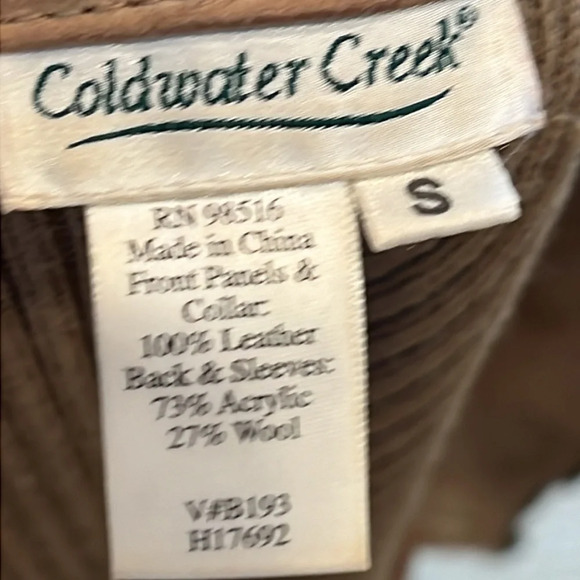 Coldwater Creek®
S
RN 98516
Made in China
Front Panels &
Collar:
100% Leather
Back & Sleeves:
73% Acrylic
27% Wool
V#B193
H17692